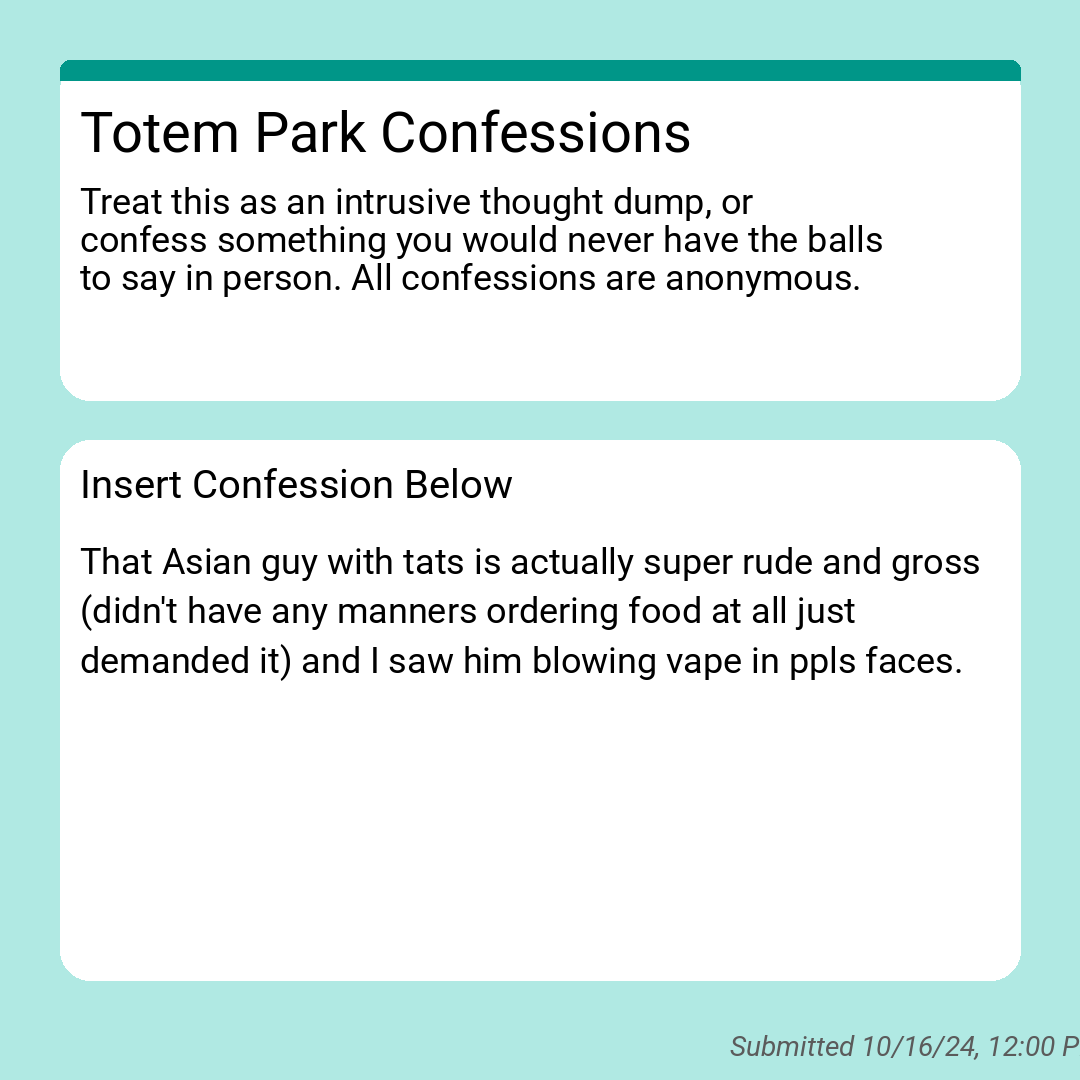 Totem Park Confessions
Treat this as an intrusive thought dump, or
confess something you would never have the balls
to say in person. All confessions are anonymous.
Insert Confession Below
That Asian guy with tats is actually super rude and gross
(didn't have any manners ordering food at all just
demanded it) and I saw him blowing vape in ppls faces.
Submitted 10/16/24, 12:00 P